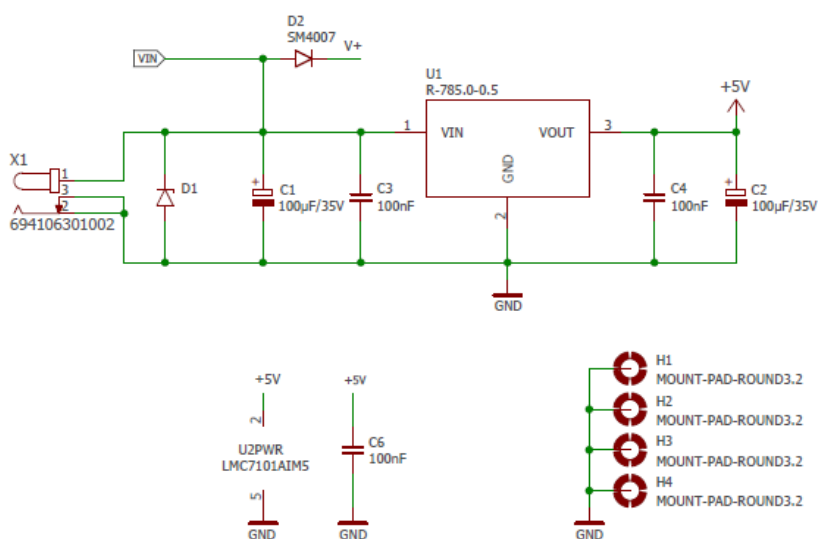 D2
SM4007
VIN
V+
U1
R-785.0-0.5
+5V
1
VIN
VOUT
3
GND
2
X1
1
3
2
694106301002
D1
+
C1
100µF/35V
C3
100nF
C4
100nF
+
C2
100µF/35V
GND
+5V
2
U2PWR
LMC7101AIM5
5
GND
+5V
C6
100nF
GND
H1
MOUNT-PAD-ROUND3.2
H2
MOUNT-PAD-ROUND3.2
H3
MOUNT-PAD-ROUND3.2
H4
MOUNT-PAD-ROUND3.2
GND